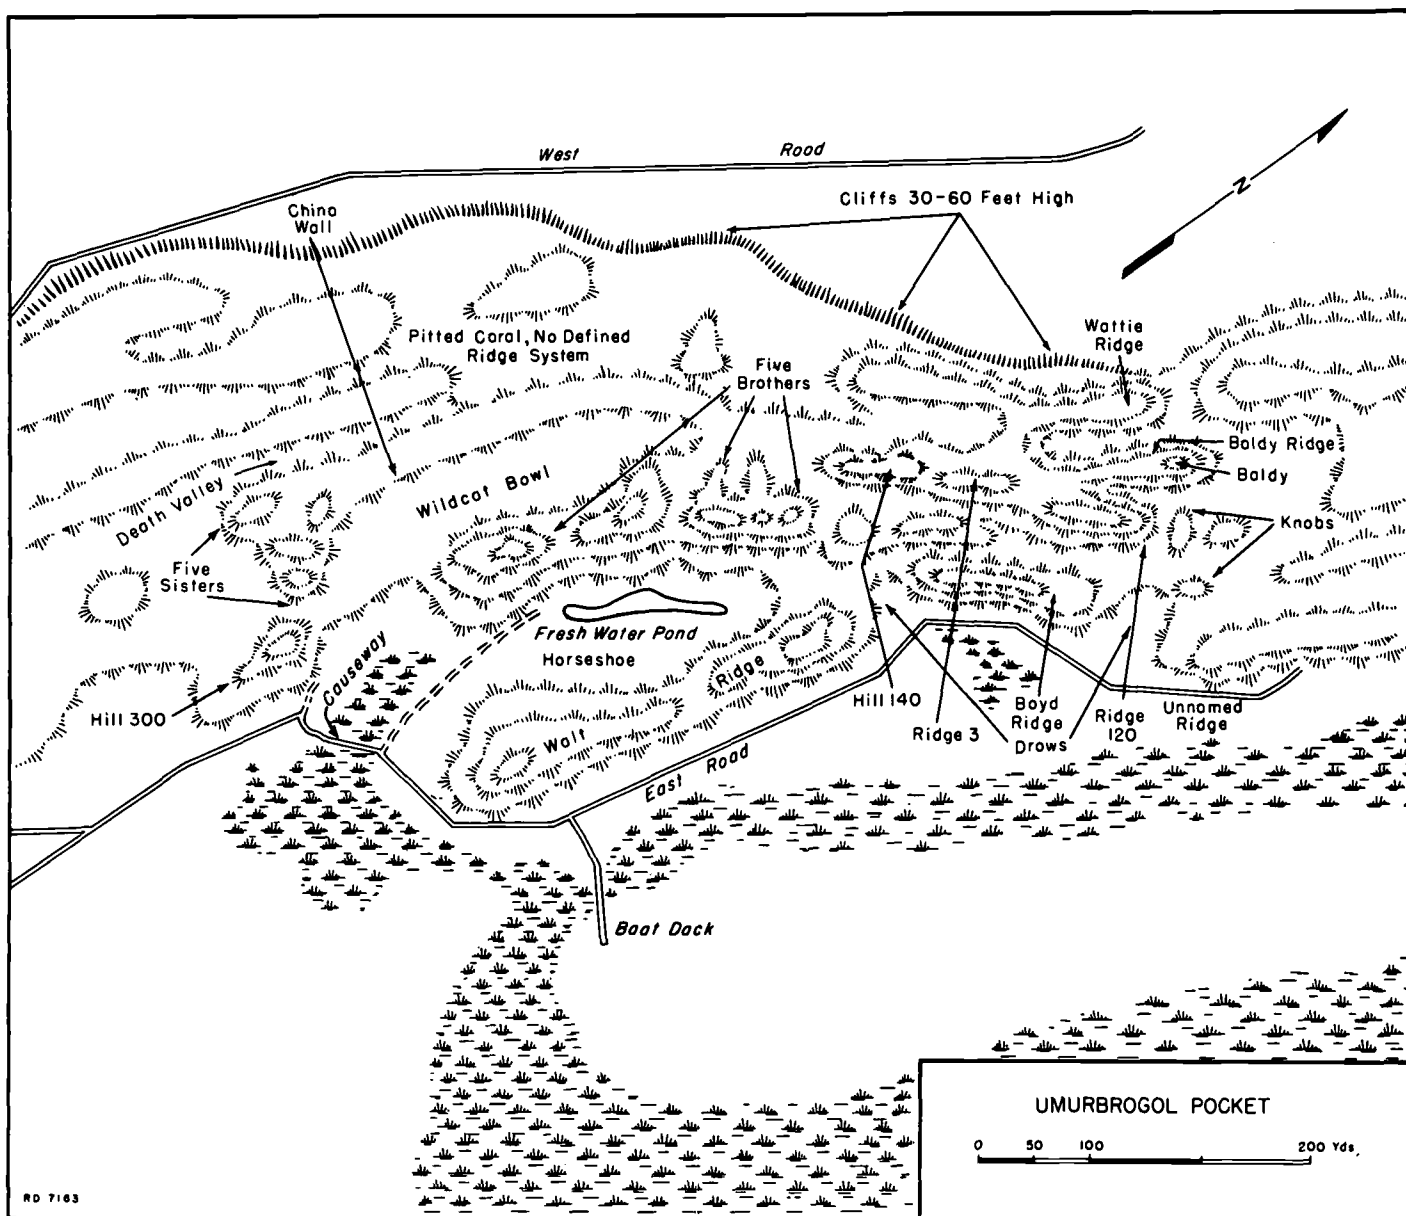 West Road
N
China
Wall
Cliffs 30-60 Feet High
Wattie
Ridge
Pitted Coral, No Defined
Ridge System
Five
Brothers
Baldy Ridge
Baldy
Death Valley
Wildcat Bowl
Knobs
Five
Sisters
Fresh Water Pond
Horseshoe
Causeway
Hill 300
Walt Ridge
Hill 140
Ridge 3
Boyd
Ridge
Draws
Ridge
120
Unnamed
Ridge
East Road
Boat Dock
UMURBROGOL POCKET
0 50 100 200 Yds.
RD 7163